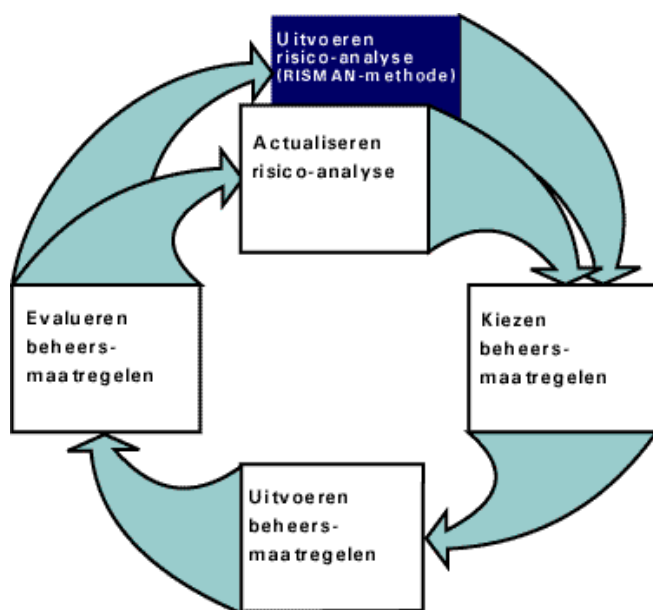 Uitvoeren
risico-analyse
(RISMAN-methode)
Actualiseren
risico-analyse
Evalueren
beheers-
maatregelen
Kiezen
beheers-
maatregelen
Uitvoeren
beheers-
maatregelen